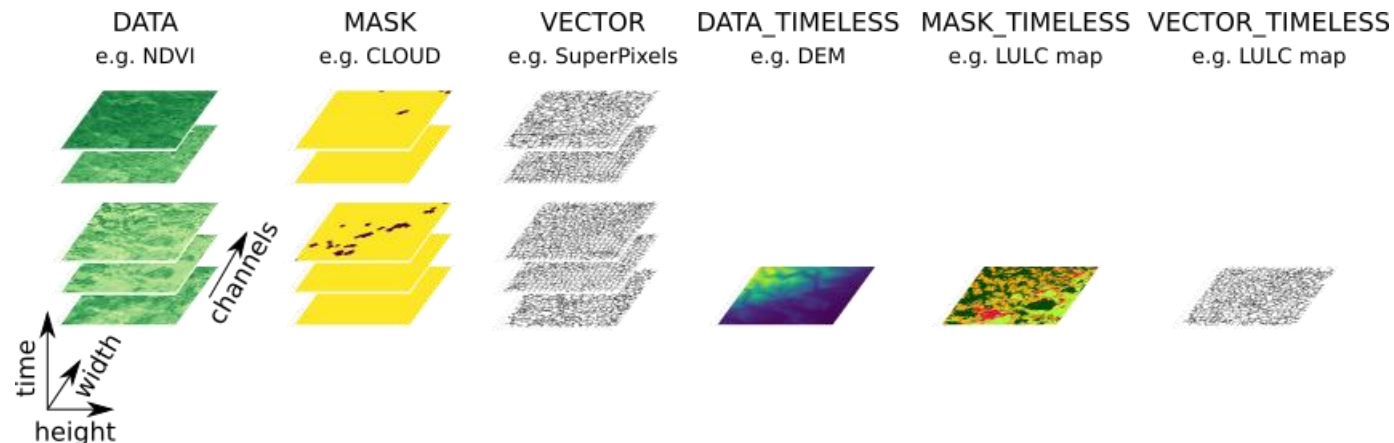 DATA
e.g. NDVI
MASK
e.g. CLOUD
VECTOR
e.g. SuperPixels
DATA_TIMELESS
e.g. DEM
MASK_TIMELESS
e.g. LULC map
VECTOR_TIMELESS
e.g. LULC map
channels
time
width
height